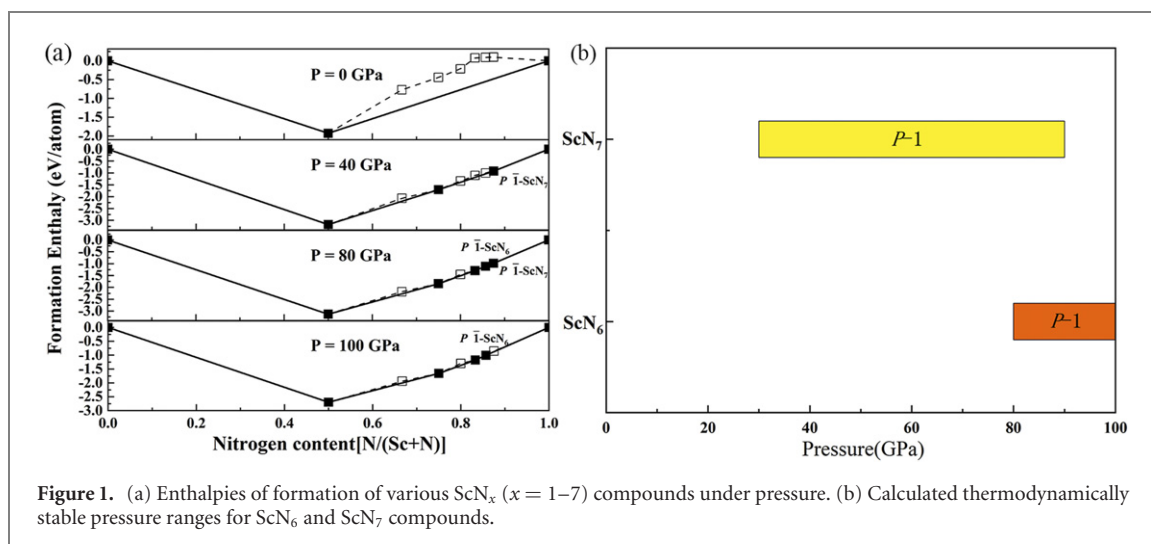 (a)
0.0
-0.5
-1.0
-1.5
-2.0
P = 0 GPa
0.0
-0.5
-1.0
-1.5
-2.0
-2.5
-3.0
P = 40 GPa
P 1̅-ScN₇
0.0
-0.5
-1.0
-1.5
-2.0
-2.5
-3.0
P = 80 GPa
P 1̅-ScN₆
P 1̅-ScN₇
0.0
-0.5
-1.0
-1.5
-2.0
-2.5
-3.0
P = 100 GPa
P 1̅-ScN₆
Formation Enthaly (eV/atom)
0.0 0.2 0.4 0.6 0.8 1.0
Nitrogen content[N/(Sc+N)]
(b)
ScN₇
P-1
ScN₆
P-1
0 20 40 60 80 100
Pressure(GPa)
Figure 1. (a) Enthalpies of formation of various ScNₓ (x = 1–7) compounds under pressure. (b) Calculated thermodynamically
stable pressure ranges for ScN₆ and ScN₇ compounds.